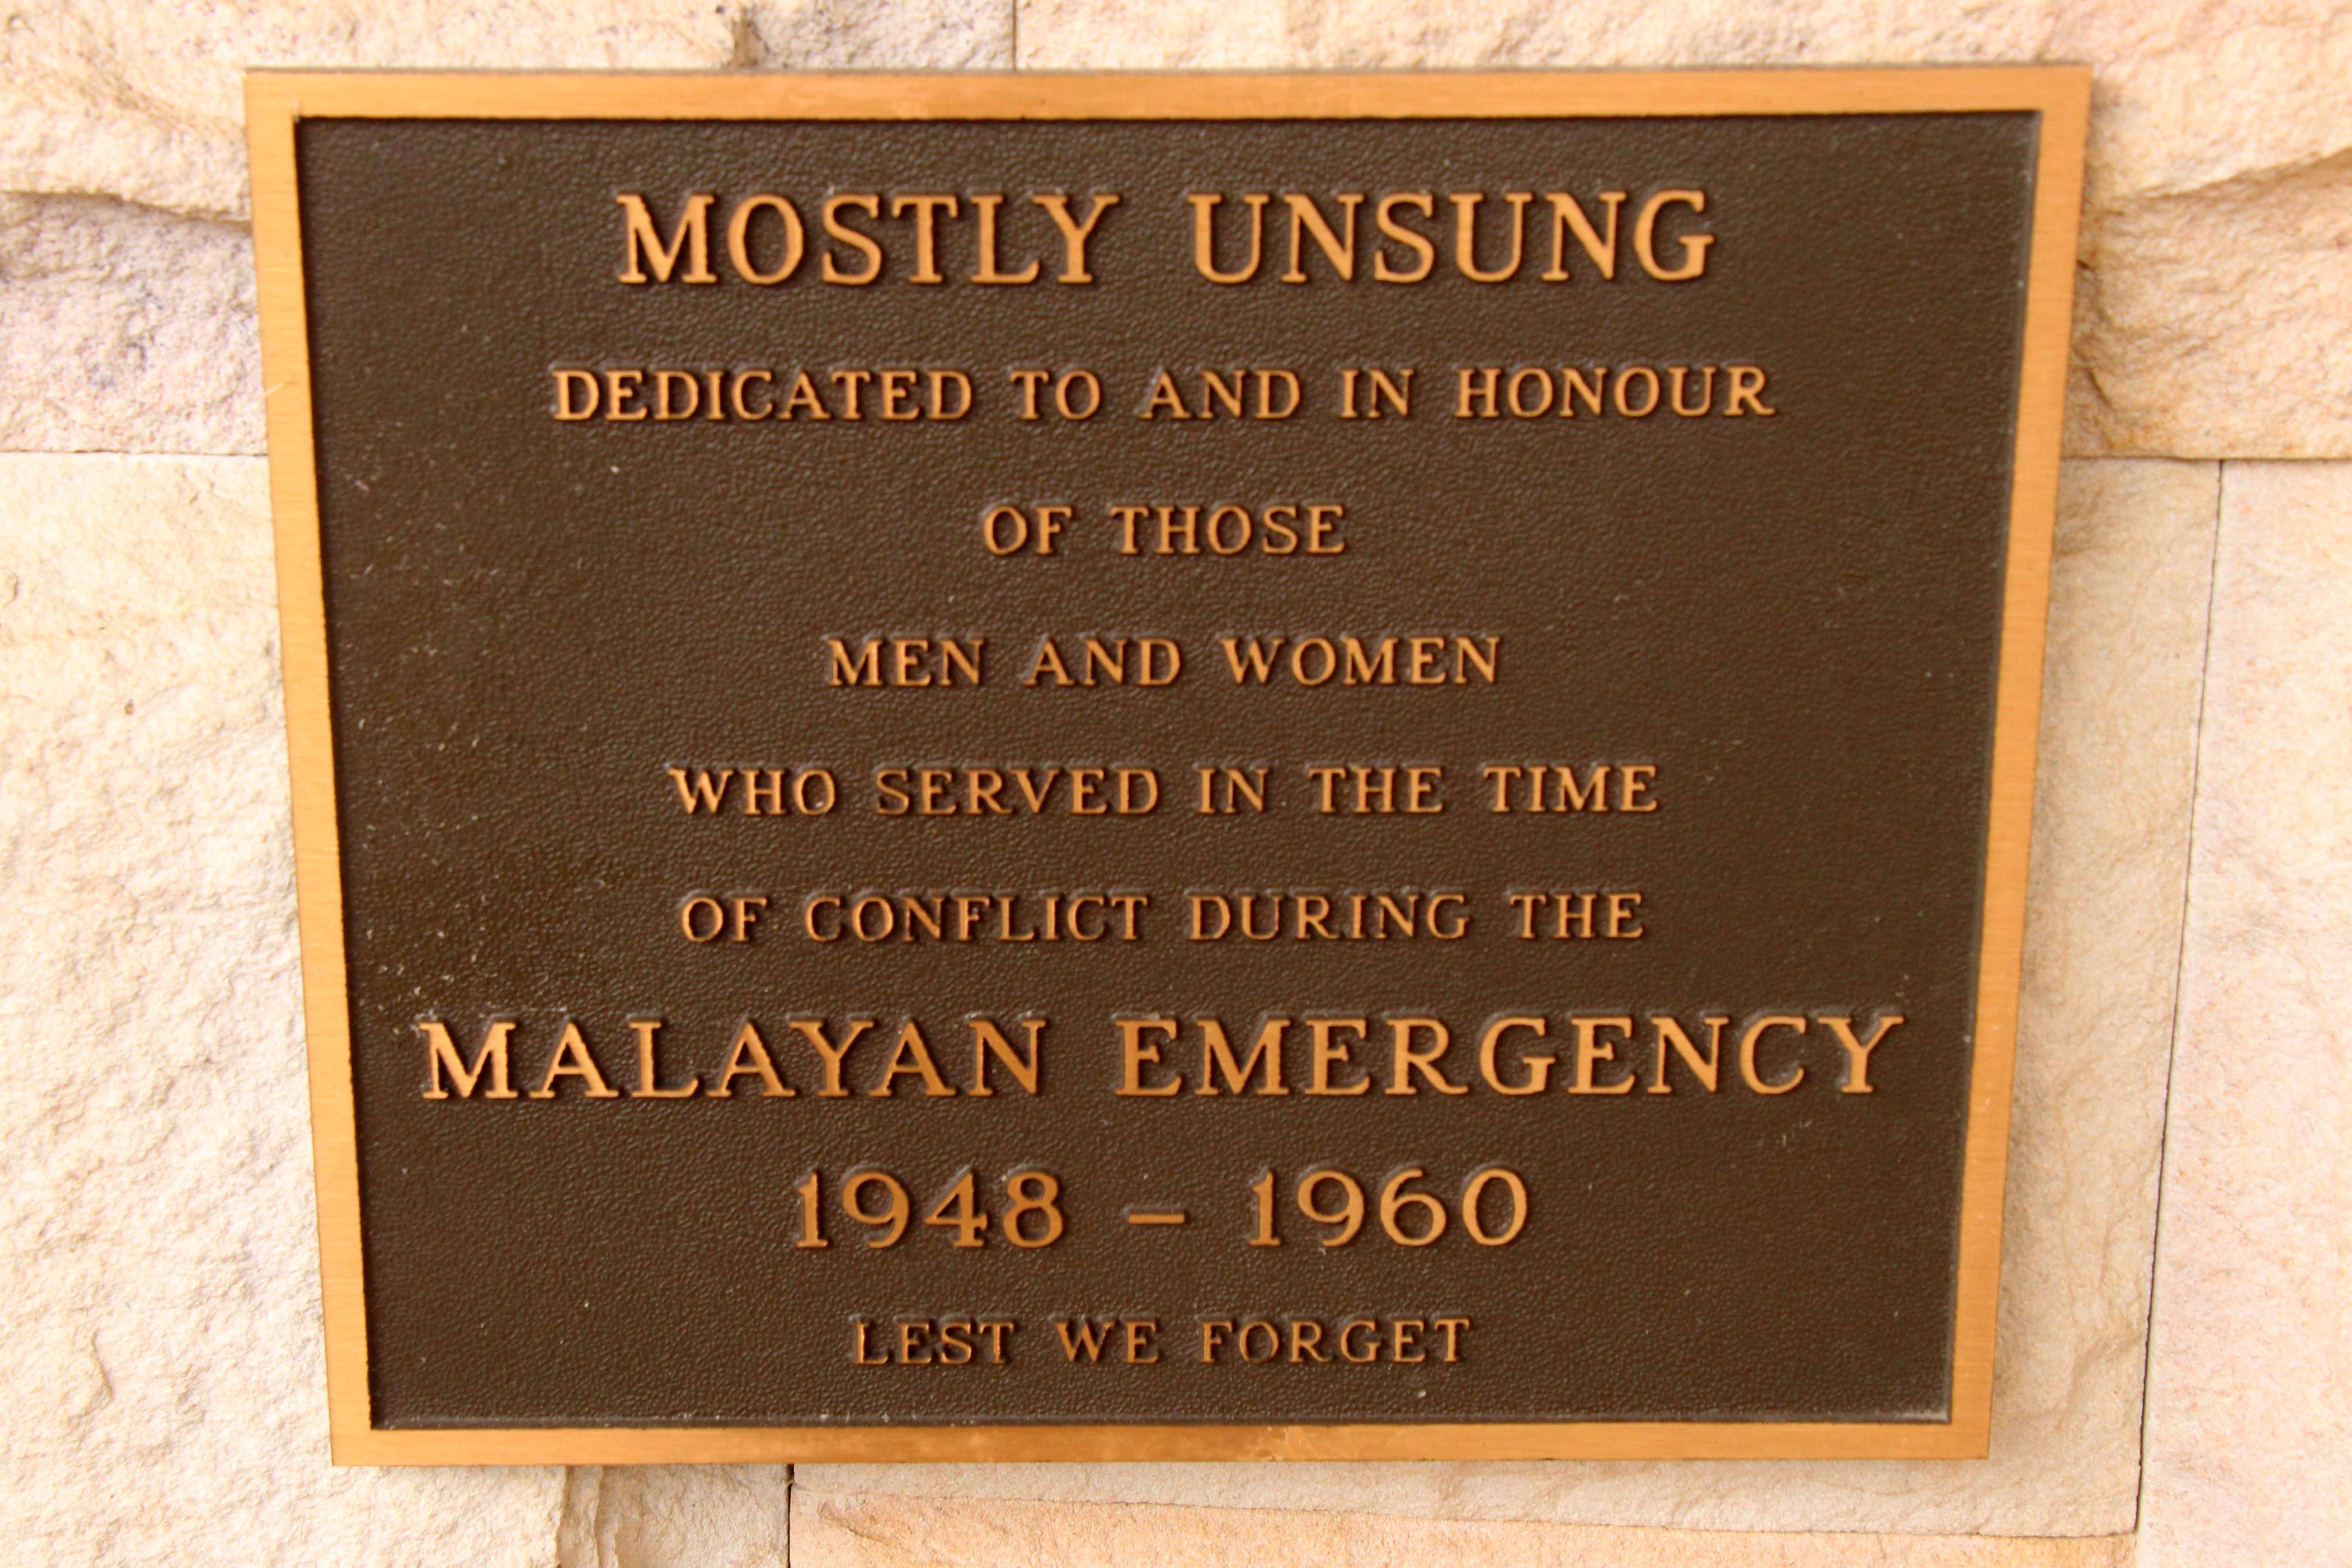 MOSTLY UNSUNG
DEDICATED TO AND IN HONOUR
OF THOSE
MEN AND WOMEN
WHO SERVED IN THE TIME
OF CONFLICT DURING THE
MALAYAN EMERGENCY
1948 – 1960
LEST WE FORGET